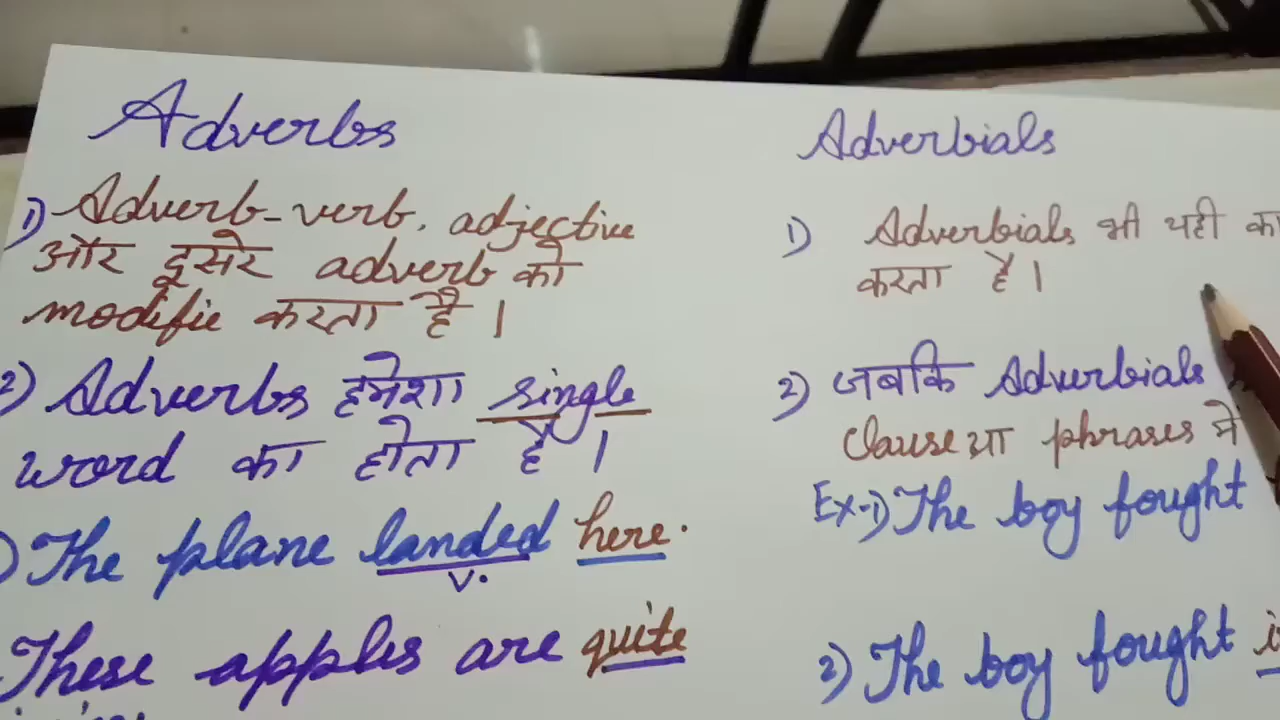 Adverbs
1) Adverb-verb, adjective
और दूसरे adverb को
modifie करता है ।
2) Adverbs हमेशा single
word का होता है ।
) The plane landed here.
v.
These apples are quite
Adverbials
1) Adverbials भी यही
करता है ।
2) जबकि Adverbials
Clause या phrases में
Ex-1) The boy fought
2) The boy fought